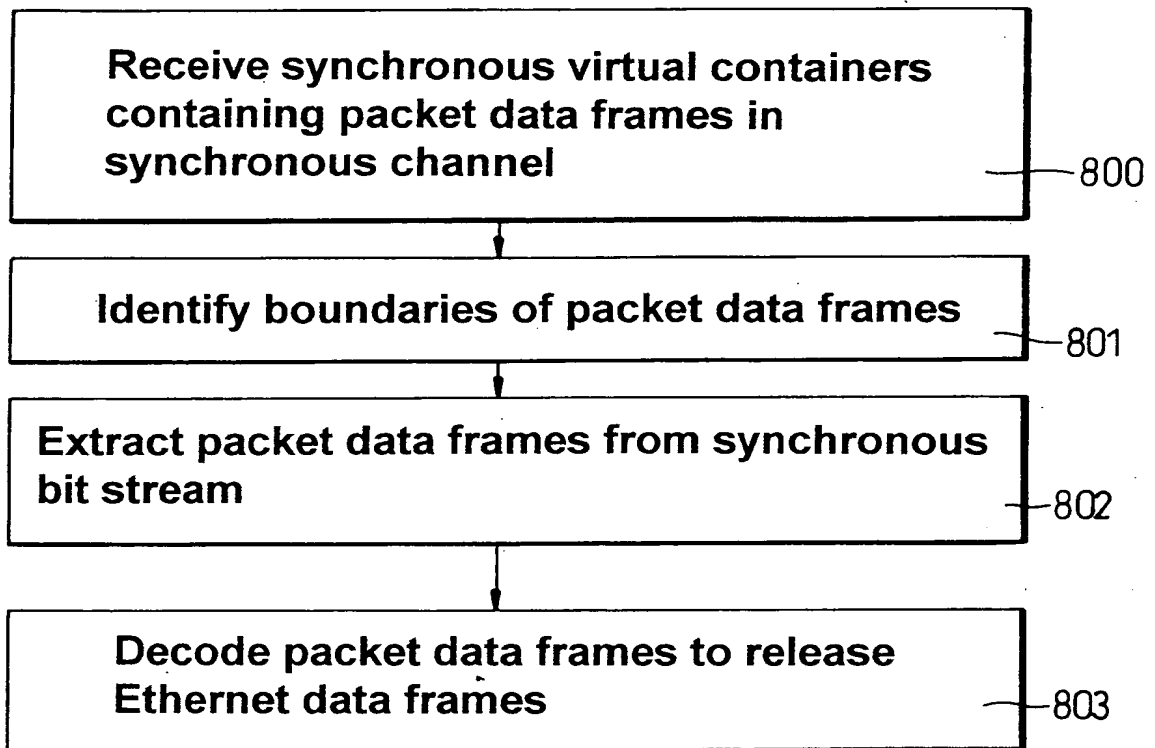 Receive synchronous virtual containers
containing packet data frames in
synchronous channel
800
Identify boundaries of packet data frames
801
Extract packet data frames from synchronous
bit stream
802
Decode packet data frames to release
Ethernet data frames
803